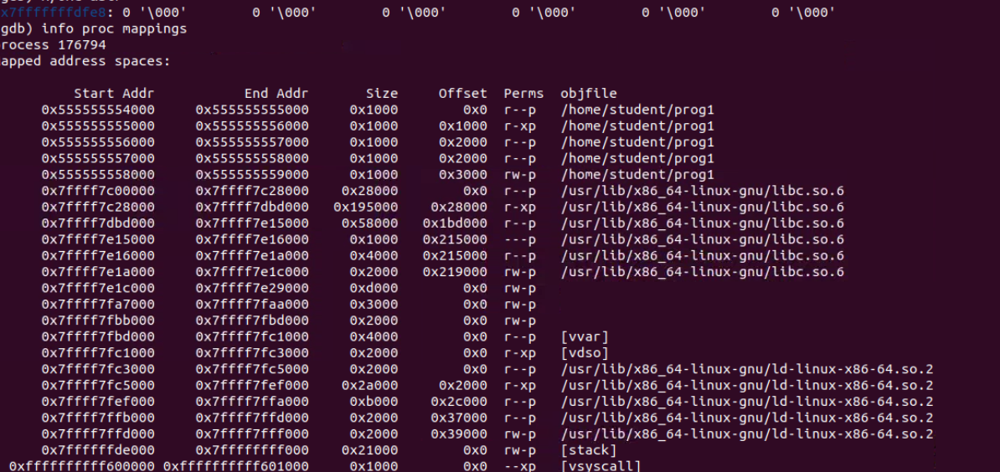 x7fffffffdfe8: 0 '\000' 0 '\000' 0 '\000' 0 '\000' 0 '\000' 0 '\000'
gdb) info proc mappings
rocess 176794
apped address spaces:
Start Addr End Addr Size Offset Perms objfile
0x555555554000 0x555555555000 0x1000 0x0 r--p /home/student/prog1
0x555555555000 0x555555556000 0x1000 0x1000 r-xp /home/student/prog1
0x555555556000 0x555555557000 0x1000 0x2000 r--p /home/student/prog1
0x555555557000 0x555555558000 0x1000 0x2000 r--p /home/student/prog1
0x555555558000 0x555555559000 0x1000 0x3000 rw-p /home/student/prog1
0x7ffff7c00000 0x7ffff7c28000 0x28000 0x0 r--p /usr/lib/x86_64-linux-gnu/libc.so.6
0x7ffff7c28000 0x7ffff7dbd000 0x195000 0x28000 r-xp /usr/lib/x86_64-linux-gnu/libc.so.6
0x7ffff7dbd000 0x7ffff7e15000 0x58000 0x1bd000 r--p /usr/lib/x86_64-linux-gnu/libc.so.6
0x7ffff7e15000 0x7ffff7e16000 0x1000 0x215000 ---p /usr/lib/x86_64-linux-gnu/libc.so.6
0x7ffff7e16000 0x7ffff7e1a000 0x4000 0x215000 r--p /usr/lib/x86_64-linux-gnu/libc.so.6
0x7ffff7e1a000 0x7ffff7e1c000 0x2000 0x219000 rw-p /usr/lib/x86_64-linux-gnu/libc.so.6
0x7ffff7e1c000 0x7ffff7e29000 0xd000 0x0 rw-p
0x7ffff7fa7000 0x7ffff7faa000 0x3000 0x0 rw-p
0x7ffff7fbb000 0x7ffff7fbd000 0x2000 0x0 rw-p
0x7ffff7fbd000 0x7ffff7fc1000 0x4000 0x0 r--p [vvar]
0x7ffff7fc1000 0x7ffff7fc3000 0x2000 0x0 r-xp [vdso]
0x7ffff7fc3000 0x7ffff7fc5000 0x2000 0x0 r--p /usr/lib/x86_64-linux-gnu/ld-linux-x86-64.so.2
0x7ffff7fc5000 0x7ffff7fef000 0x2a000 0x2000 r-xp /usr/lib/x86_64-linux-gnu/ld-linux-x86-64.so.2
0x7ffff7fef000 0x7ffff7ffa000 0xb000 0x2c000 r--p /usr/lib/x86_64-linux-gnu/ld-linux-x86-64.so.2
0x7ffff7ffb000 0x7ffff7ffd000 0x2000 0x37000 r--p /usr/lib/x86_64-linux-gnu/ld-linux-x86-64.so.2
0x7ffff7ffd000 0x7ffff7fff000 0x2000 0x39000 rw-p /usr/lib/x86_64-linux-gnu/ld-linux-x86-64.so.2
0x7ffffffde000 0x7ffffffff000 0x21000 0x0 rw-p [stack]
0xffffffffff600000 0xffffffffff601000 0x1000 0x0 --xp [vsyscall]